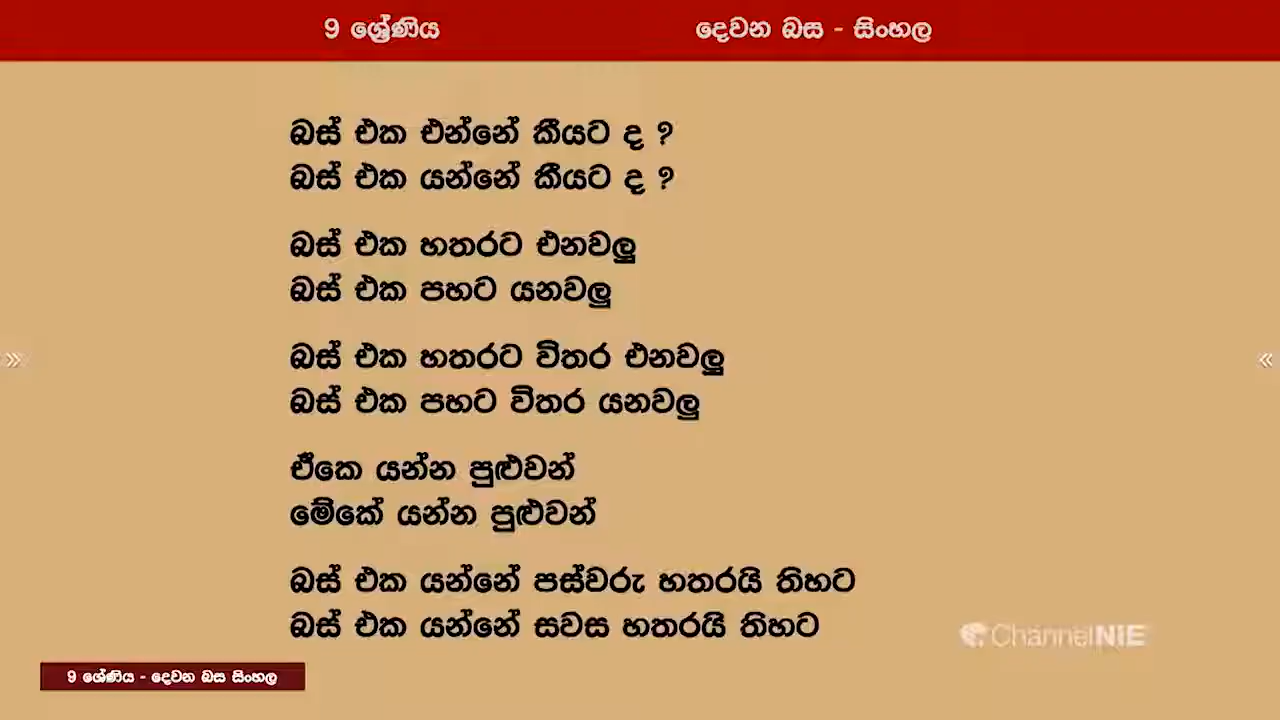 9 ශ්‍රේණිය
දෙවන බස - සිංහල
බස් එක එන්නේ කීයට ද ?
බස් එක යන්නේ කීයට ද ?
බස් එක හතරට එනවලු
බස් එක පහට යනවලු
බස් එක හතරට විතර එනවලු
බස් එක පහට විතර යනවලු
ඒකෙ යන්න පුළුවන්
මේකේ යන්න පුළුවන්
බස් එක යන්නේ පස්වරු හතරයි තිහට
බස් එක යන්නේ සවස හතරයි තිහට
ChannelNIE
9 ශ්‍රේණිය - දෙවන බස සිංහල